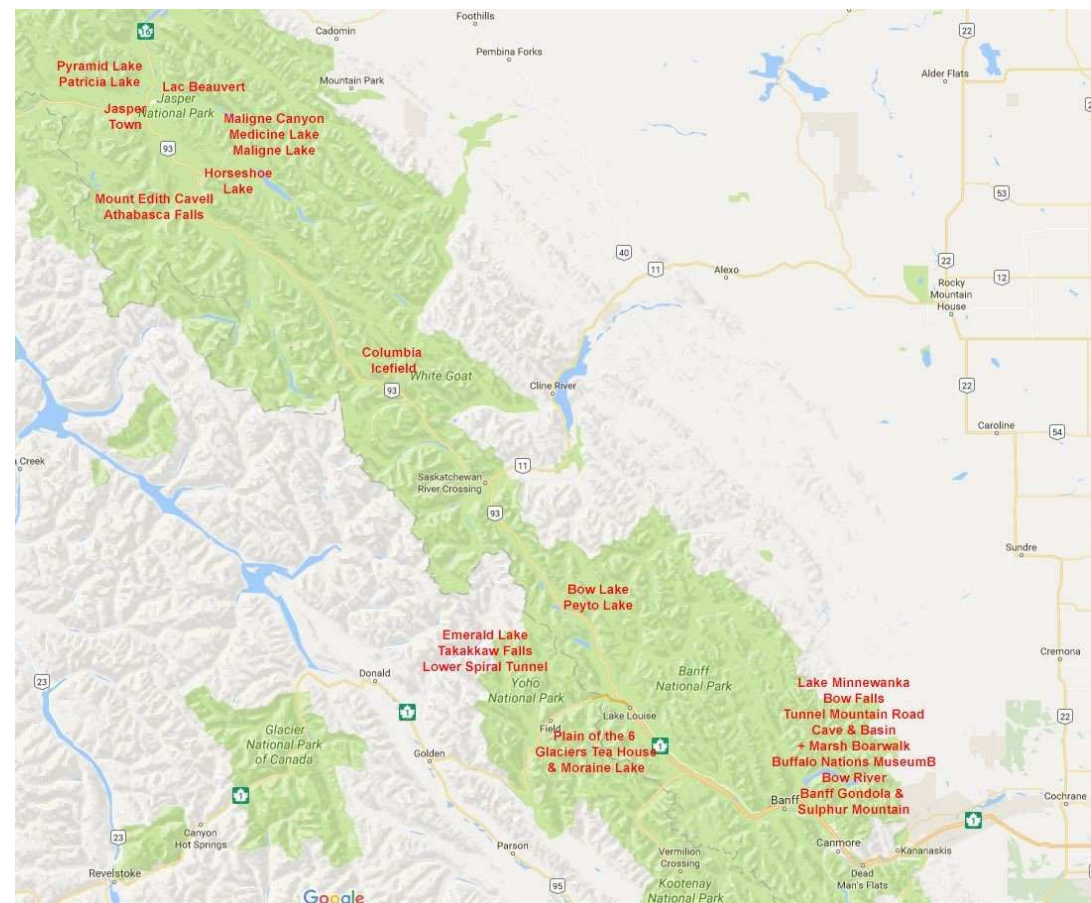 Foothills
Cadomin
16
22
Pembina Forks
Pyramid Lake
Patricia Lake
Mountain Park
Alder Flats
Lac Beauvert
Jasper
National Park
Jasper
Town
Maligne Canyon
Medicine Lake
Maligne Lake
93
Horseshoe
Lake
53
Mount Edith Cavell
Athabasca Falls
40
11
Alexo
22
12
Rocky
Mountain
House
Columbia
Icefield
White Goat
93
Cline River
22
Caroline
54
a Creek
11
Saskatchewan
River Crossing
93
Sundre
Bow Lake
Peyto Lake
Emerald Lake
Takakkaw Falls
Lower Spiral Tunnel
Cremona
23
Donald
Yoho
National Park
Banff
National Park
Lake Minnewanka
Bow Falls
Tunnel Mountain Road
Cave & Basin
+ Marsh Boarwalk
Buffalo Nations MuseumB
Bow River
Banff Gondola &
Sulphur Mountain
1
22
Lake Louise
Field
Glacier
National Park
of Canada
Plain of the 6
Glaciers Tea House
& Moraine Lake
1
Golden
1
Banff
Cochrane
1
23
Canyon
Hot Springs
Parson
Vermilion
Crossing
Canmore
Kananaskis
Dead
Man's Flats
Revelstoke
95
Kootenay
National Park
Google